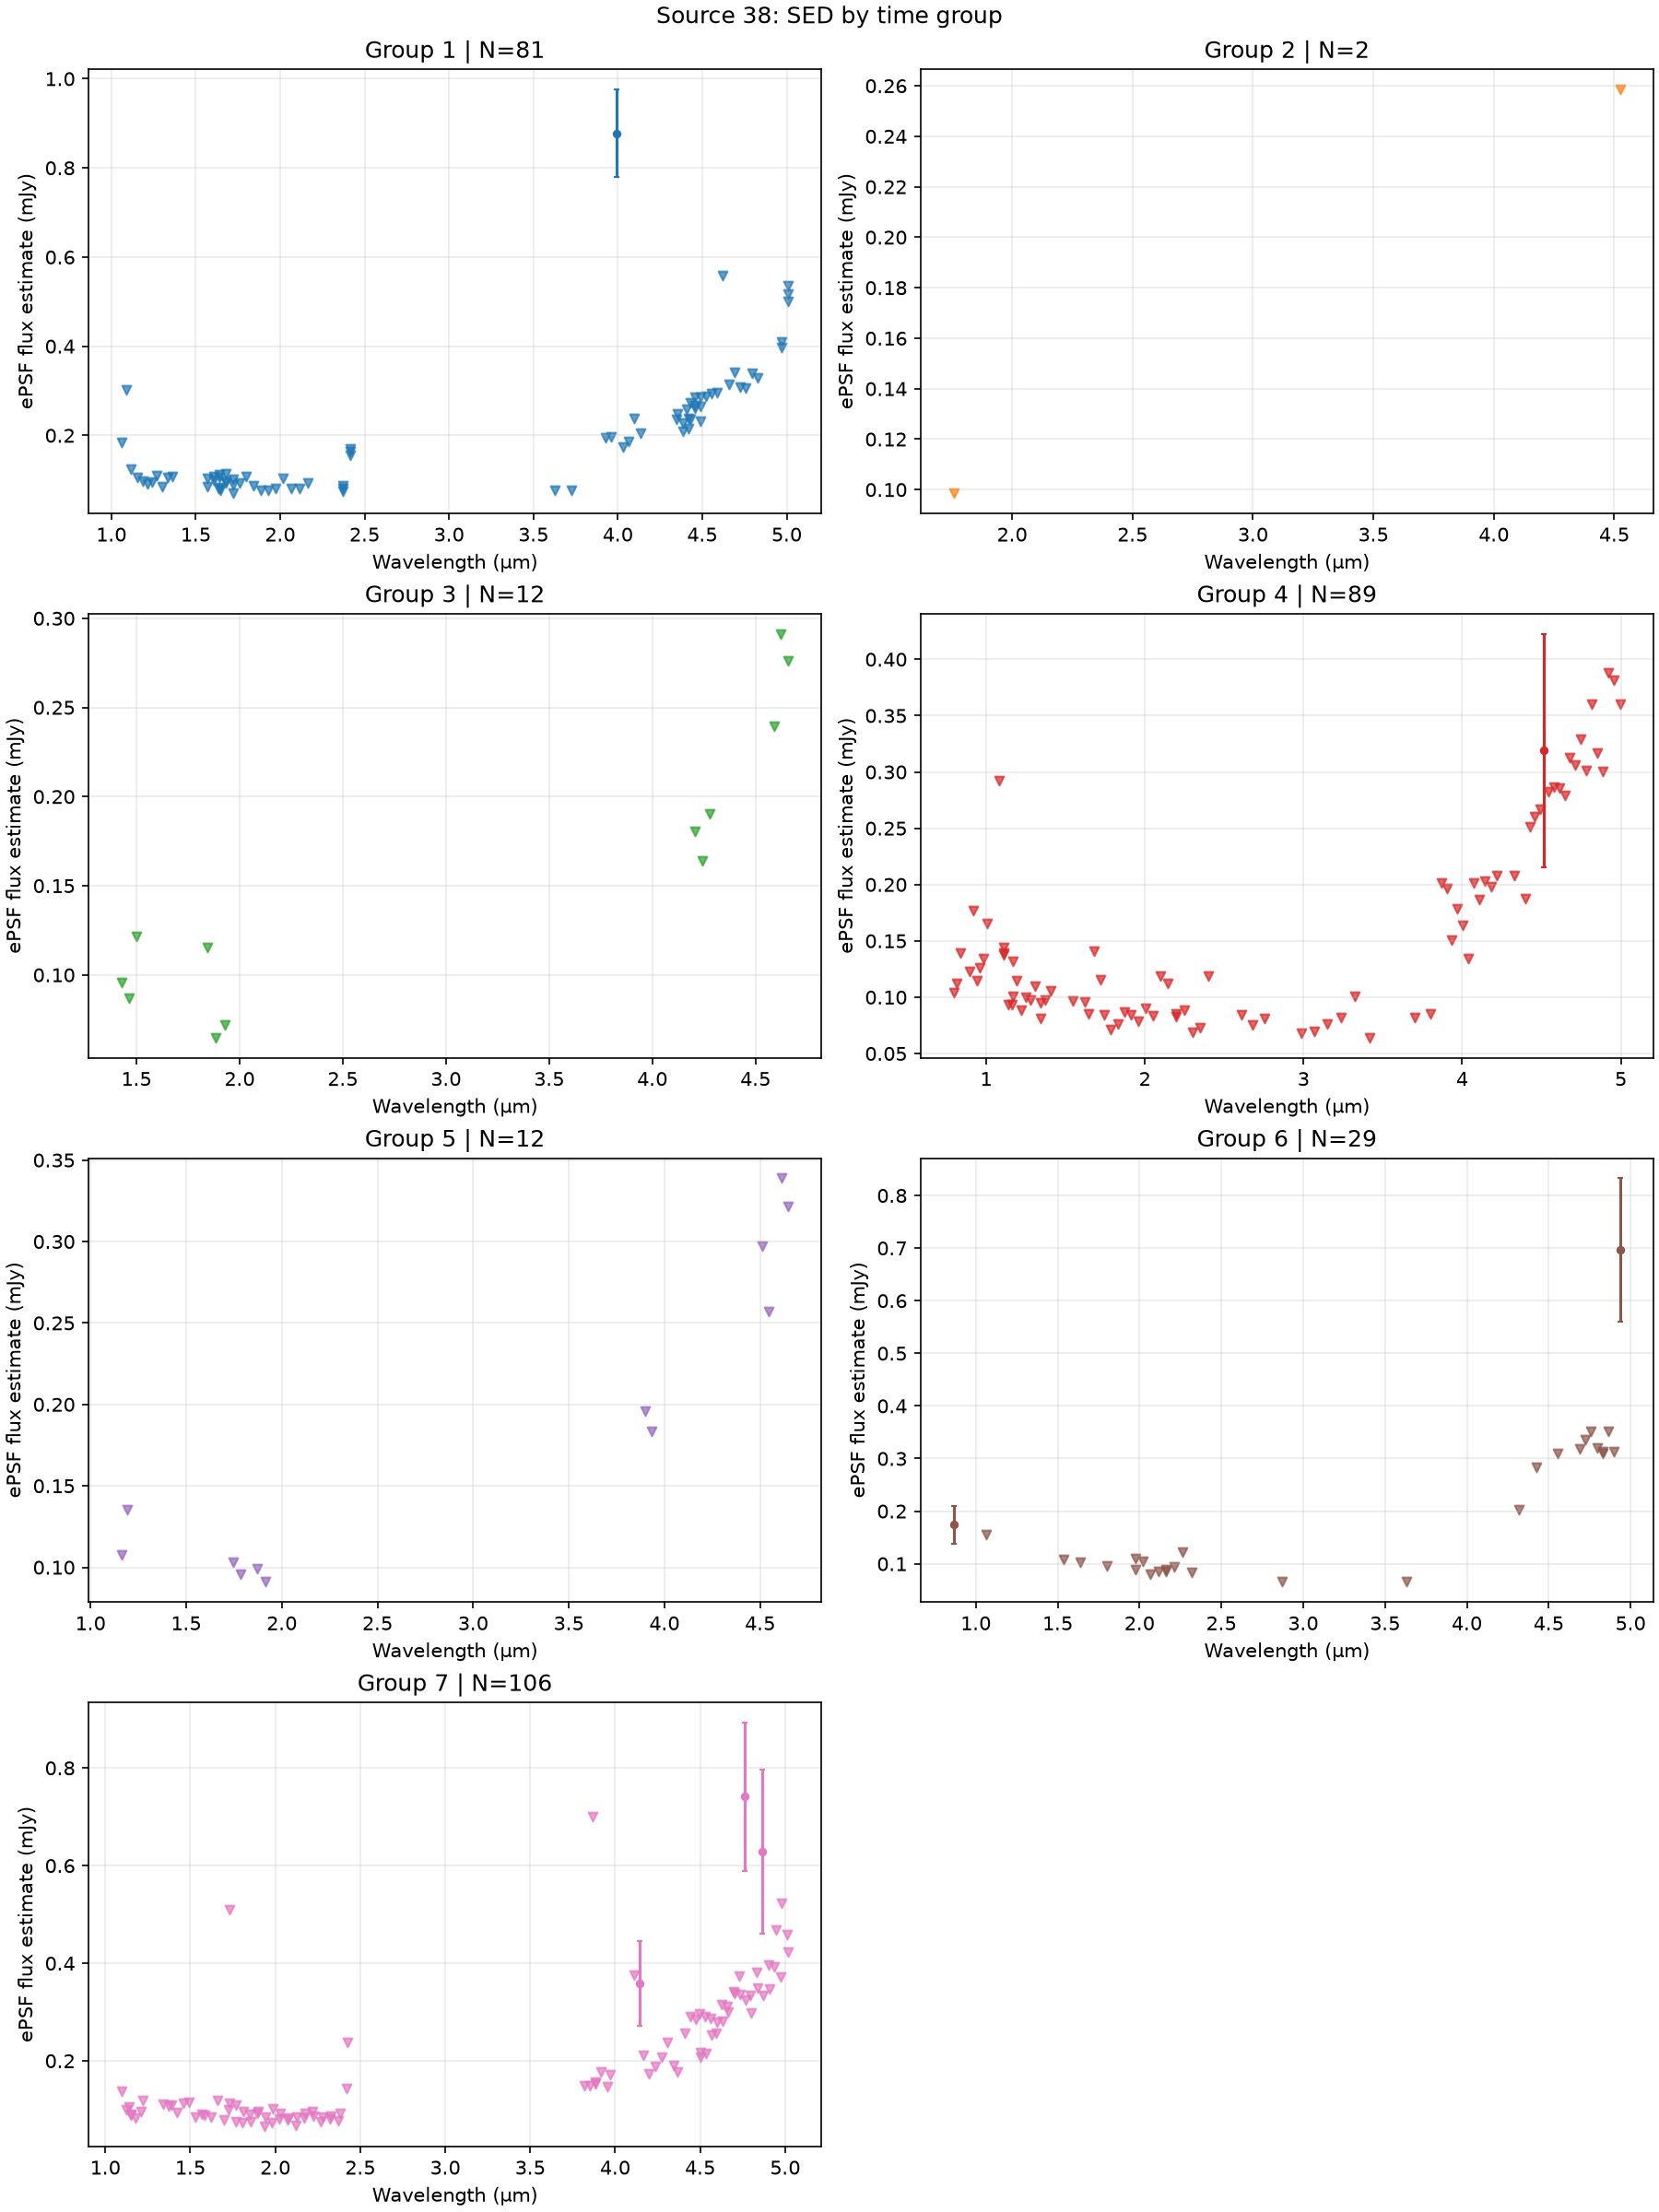 Source 38: SED by time group
Group 1 | N=81
1.0
0.8
0.6
0.4
0.2
ePSF flux estimate (mJy)
1.0 1.5 2.0 2.5 3.0 3.5 4.0 4.5 5.0
Wavelength (μm)
Group 2 | N=2
0.26
0.24
0.22
0.20
0.18
0.16
0.14
0.12
0.10
ePSF flux estimate (mJy)
2.0 2.5 3.0 3.5 4.0 4.5
Wavelength (μm)
Group 3 | N=12
0.30
0.25
0.20
0.15
0.10
ePSF flux estimate (mJy)
1.5 2.0 2.5 3.0 3.5 4.0 4.5
Wavelength (μm)
Group 4 | N=89
0.40
0.35
0.30
0.25
0.20
0.15
0.10
0.05
ePSF flux estimate (mJy)
1 2 3 4 5
Wavelength (μm)
Group 5 | N=12
0.35
0.30
0.25
0.20
0.15
0.10
ePSF flux estimate (mJy)
1.0 1.5 2.0 2.5 3.0 3.5 4.0 4.5
Wavelength (μm)
Group 6 | N=29
0.8
0.7
0.6
0.5
0.4
0.3
0.2
0.1
ePSF flux estimate (mJy)
1.0 1.5 2.0 2.5 3.0 3.5 4.0 4.5 5.0
Wavelength (μm)
Group 7 | N=106
0.8
0.6
0.4
0.2
ePSF flux estimate (mJy)
1.0 1.5 2.0 2.5 3.0 3.5 4.0 4.5 5.0
Wavelength (μm)